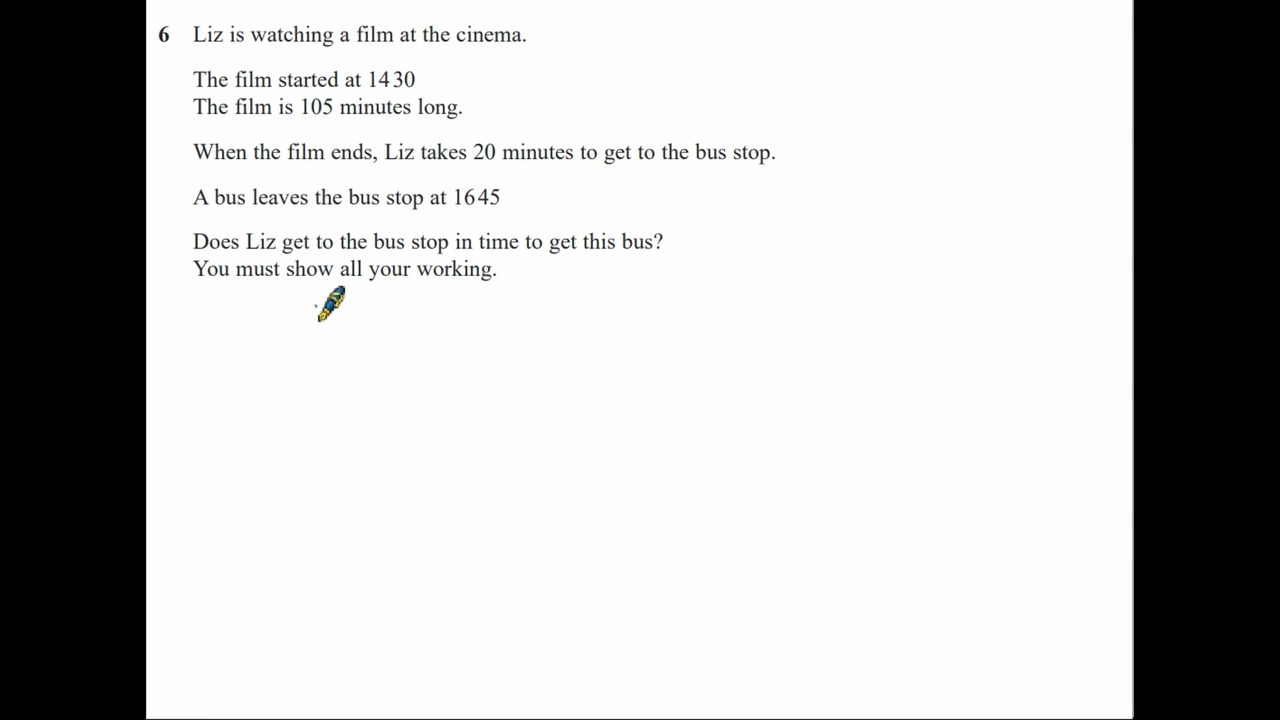 6 Liz is watching a film at the cinema.
The film started at 1430
The film is 105 minutes long.
When the film ends, Liz takes 20 minutes to get to the bus stop.
A bus leaves the bus stop at 1645
Does Liz get to the bus stop in time to get this bus?
You must show all your working.